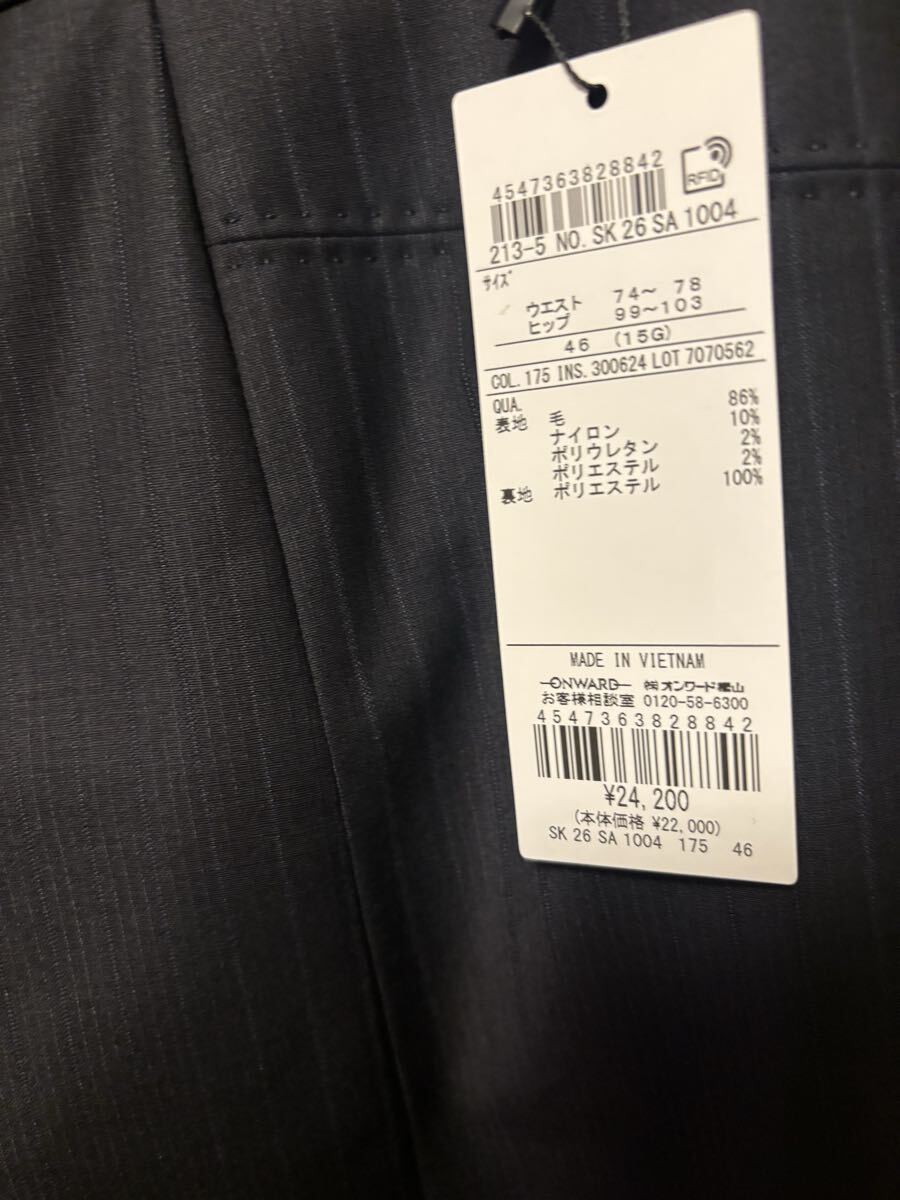 4547363828842
RFID
213-5 NO. SK 26 SA 1004
サイズ
ウエスト 74〜 78
ヒップ 99〜103
46 (15G)
COL. 175 INS. 300624 LOT 7070562
QUA.
表地 毛 86%
ナイロン 10%
ポリウレタン 2%
ポリエステル 2%
裏地 ポリエステル 100%
MADE IN VIETNAM
ONWARD ㈱オンワード樫山
お客様相談室 0120-58-6300
4547363828842
¥24,200
(本体価格 ¥22,000)
SK 26 SA 1004 175 46